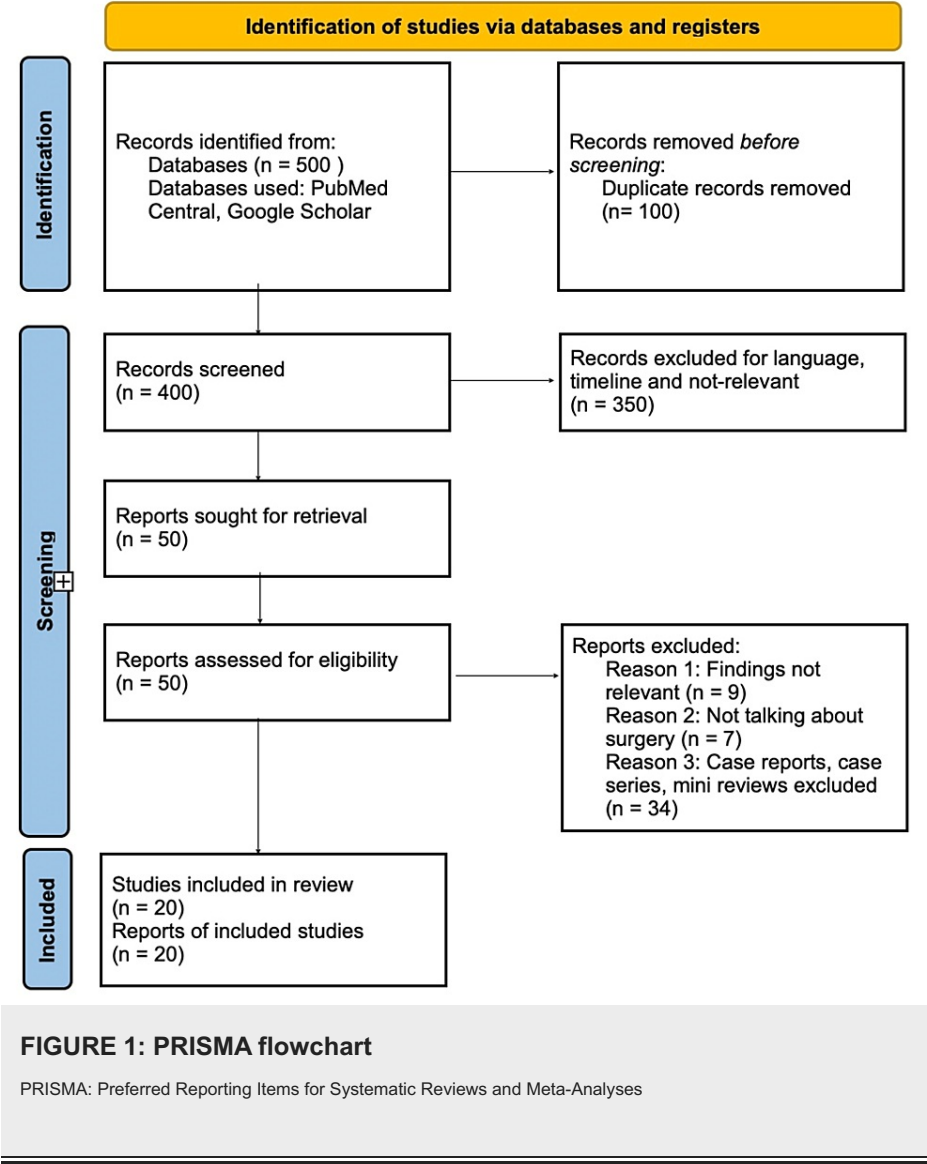 Identification of studies via databases and registers
Identification
Records identified from:
Databases (n = 500 )
Databases used: PubMed
Central, Google Scholar
Records removed before
screening:
Duplicate records removed
(n= 100)
Screening
Records screened
(n = 400)
Records excluded for language,
timeline and not-relevant
(n = 350)
Reports sought for retrieval
(n = 50)
Reports assessed for eligibility
(n = 50)
Reports excluded:
Reason 1: Findings not
relevant (n = 9)
Reason 2: Not talking about
surgery (n = 7)
Reason 3: Case reports, case
series, mini reviews excluded
(n = 34)
Included
Studies included in review
(n = 20)
Reports of included studies
(n = 20)
FIGURE 1: PRISMA flowchart
PRISMA: Preferred Reporting Items for Systematic Reviews and Meta-Analyses